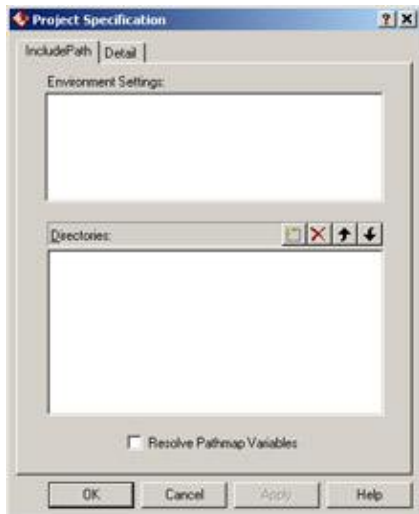 Project Specification
IncludePath Detail
Environment Settings:
Directories:
Resolve Pathmap Variables
OK Cancel Apply Help